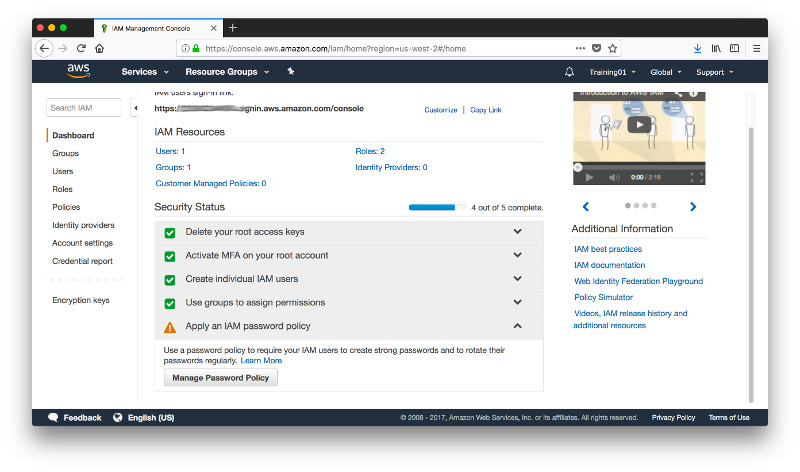 IAM Management Console
https://console.aws.amazon.com/iam/home?region=us-west-2#/home
aws
Services
Resource Groups
Training01
Global
Support
Search IAM
Dashboard
Groups
Users
Roles
Policies
Identity providers
Account settings
Credential report
Encryption keys
IAM users sign-in link:
https:// signin.aws.amazon.com/console
Customize | Copy Link
IAM Resources
Users: 1
Roles: 2
Groups: 1
Identity Providers: 0
Customer Managed Policies: 0
Security Status
4 out of 5 complete.
Delete your root access keys
Activate MFA on your root account
Create individual IAM users
Use groups to assign permissions
Apply an IAM password policy
Use a password policy to require your IAM users to create strong passwords and to rotate their
passwords regularly. Learn More
Manage Password Policy
Introduction to AWS IAM
0:00 / 2:16
Additional Information
IAM best practices
IAM documentation
Web Identity Federation Playground
Policy Simulator
Videos, IAM release history and
additional resources
Feedback
English (US)
© 2008 - 2017, Amazon Web Services, Inc. or its affiliates. All rights reserved.
Privacy Policy
Terms of Use